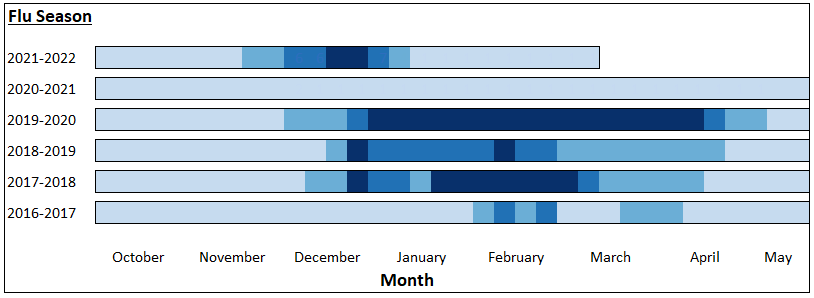 Flu Season
2021-2022
2020-2021
2019-2020
2018-2019
2017-2018
2016-2017
October November December January February March April May
Month